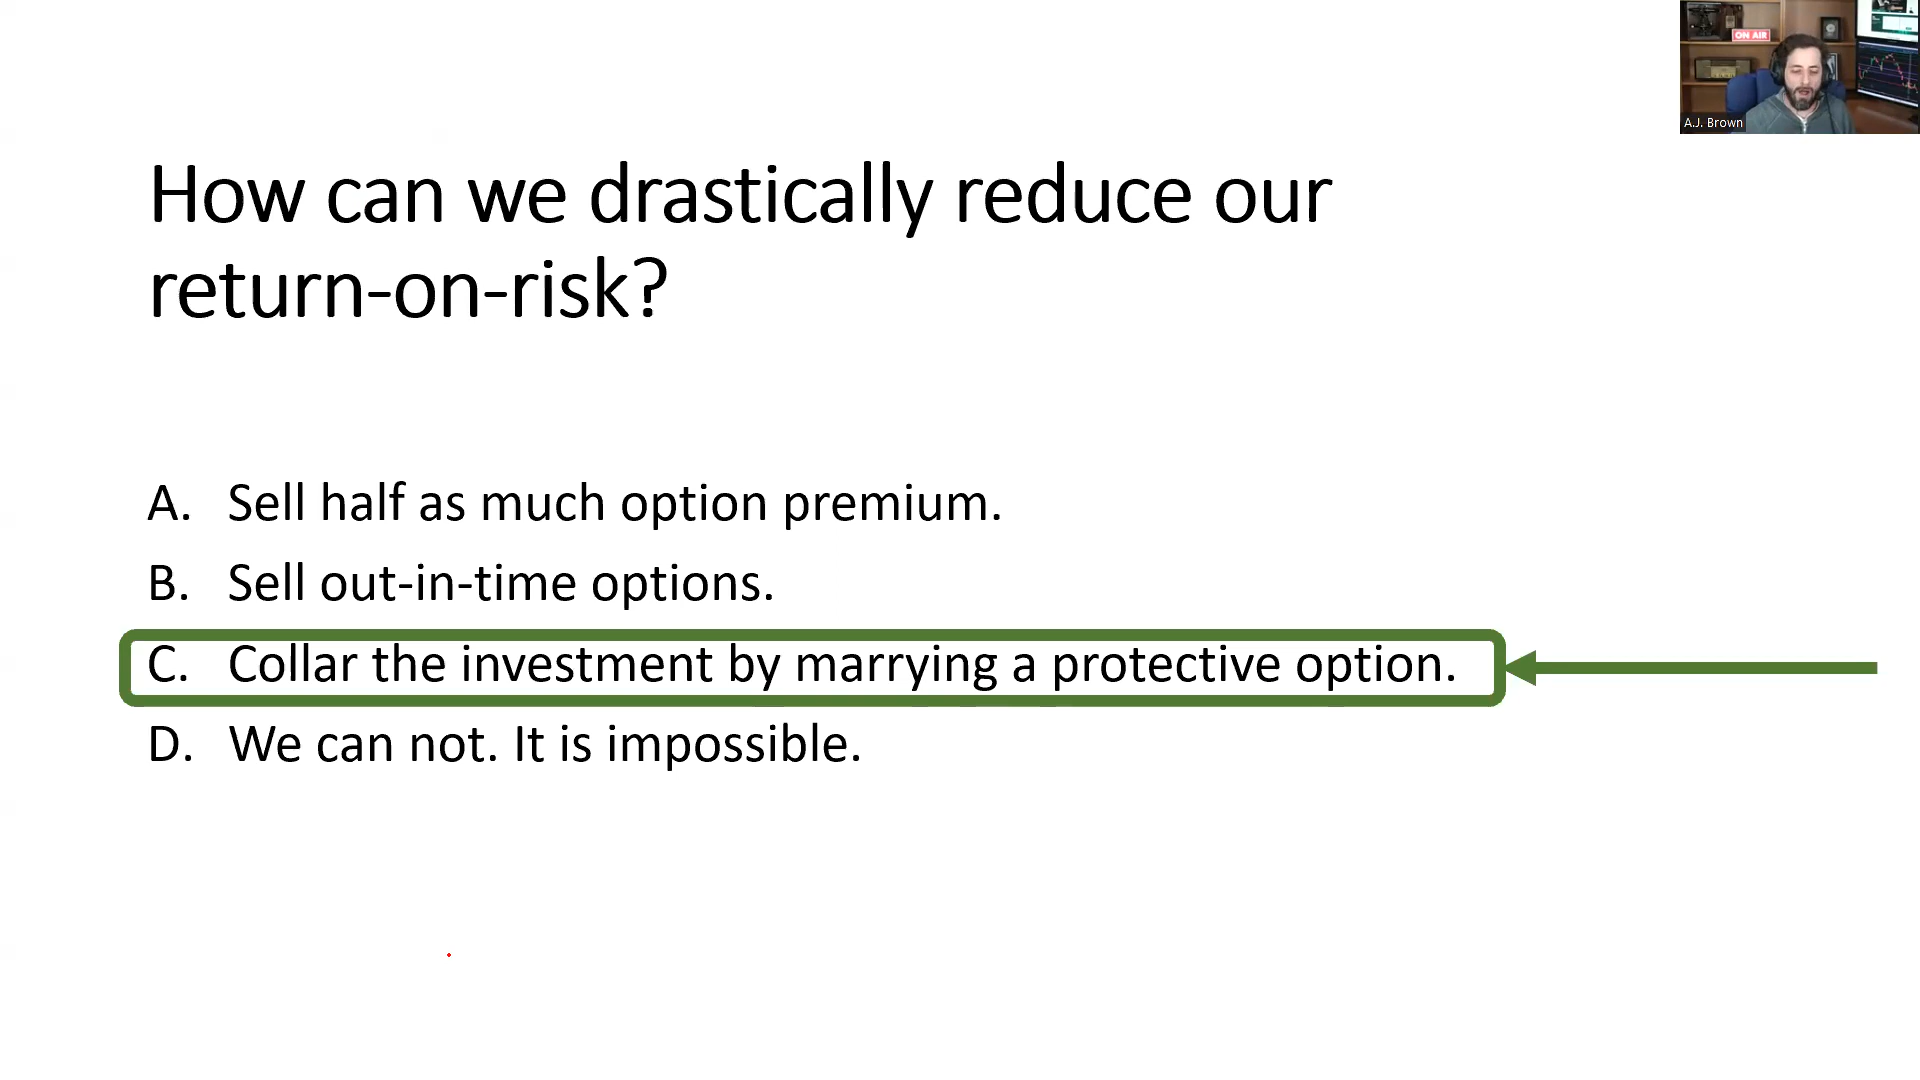 ON AIR
A.J. Brown
How can we drastically reduce our
return-on-risk?
A. Sell half as much option premium.
B. Sell out-in-time options.
C. Collar the investment by marrying a protective option.
D. We can not. It is impossible.